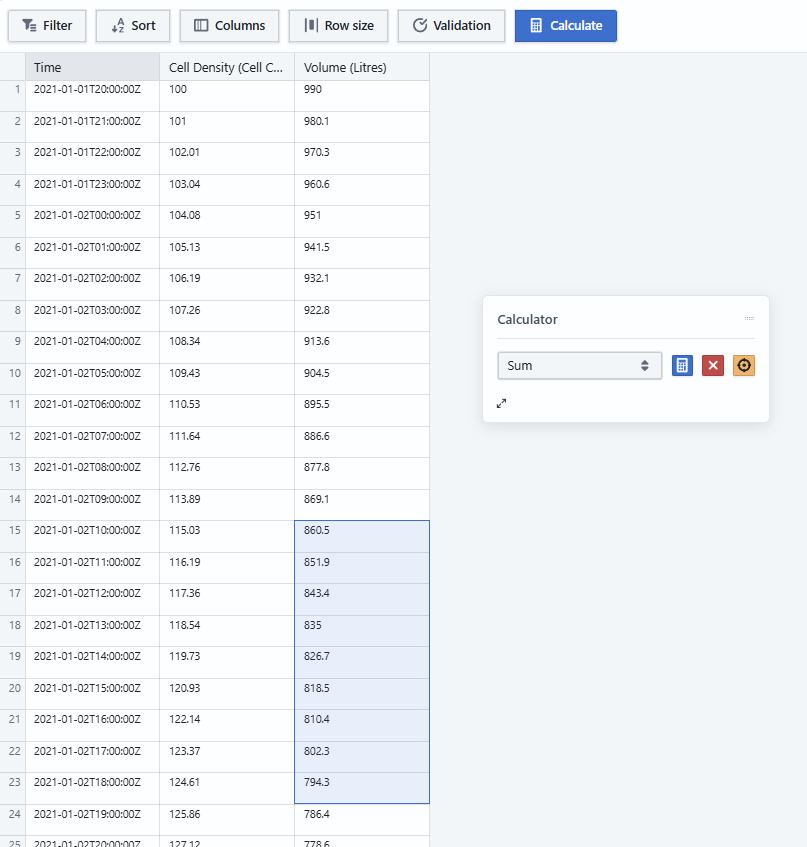 Filter Sort Columns Row size Validation Calculate
Time Cell Density (Cell C... Volume (Litres)
1 2021-01-01T20:00:00Z 100 990
2 2021-01-01T21:00:00Z 101 980.1
3 2021-01-01T22:00:00Z 102.01 970.3
4 2021-01-01T23:00:00Z 103.04 960.6
5 2021-01-02T00:00:00Z 104.08 951
6 2021-01-02T01:00:00Z 105.13 941.5
7 2021-01-02T02:00:00Z 106.19 932.1
8 2021-01-02T03:00:00Z 107.26 922.8
9 2021-01-02T04:00:00Z 108.34 913.6
10 2021-01-02T05:00:00Z 109.43 904.5
11 2021-01-02T06:00:00Z 110.53 895.5
12 2021-01-02T07:00:00Z 111.64 886.6
13 2021-01-02T08:00:00Z 112.76 877.8
14 2021-01-02T09:00:00Z 113.89 869.1
15 2021-01-02T10:00:00Z 115.03 860.5
16 2021-01-02T11:00:00Z 116.19 851.9
17 2021-01-02T12:00:00Z 117.36 843.4
18 2021-01-02T13:00:00Z 118.54 835
19 2021-01-02T14:00:00Z 119.73 826.7
20 2021-01-02T15:00:00Z 120.93 818.5
21 2021-01-02T16:00:00Z 122.14 810.4
22 2021-01-02T17:00:00Z 123.37 802.3
23 2021-01-02T18:00:00Z 124.61 794.3
24 2021-01-02T19:00:00Z 125.86 786.4
25 2021-01-02T20:00:00Z 127.12 778.6
Calculator
Sum